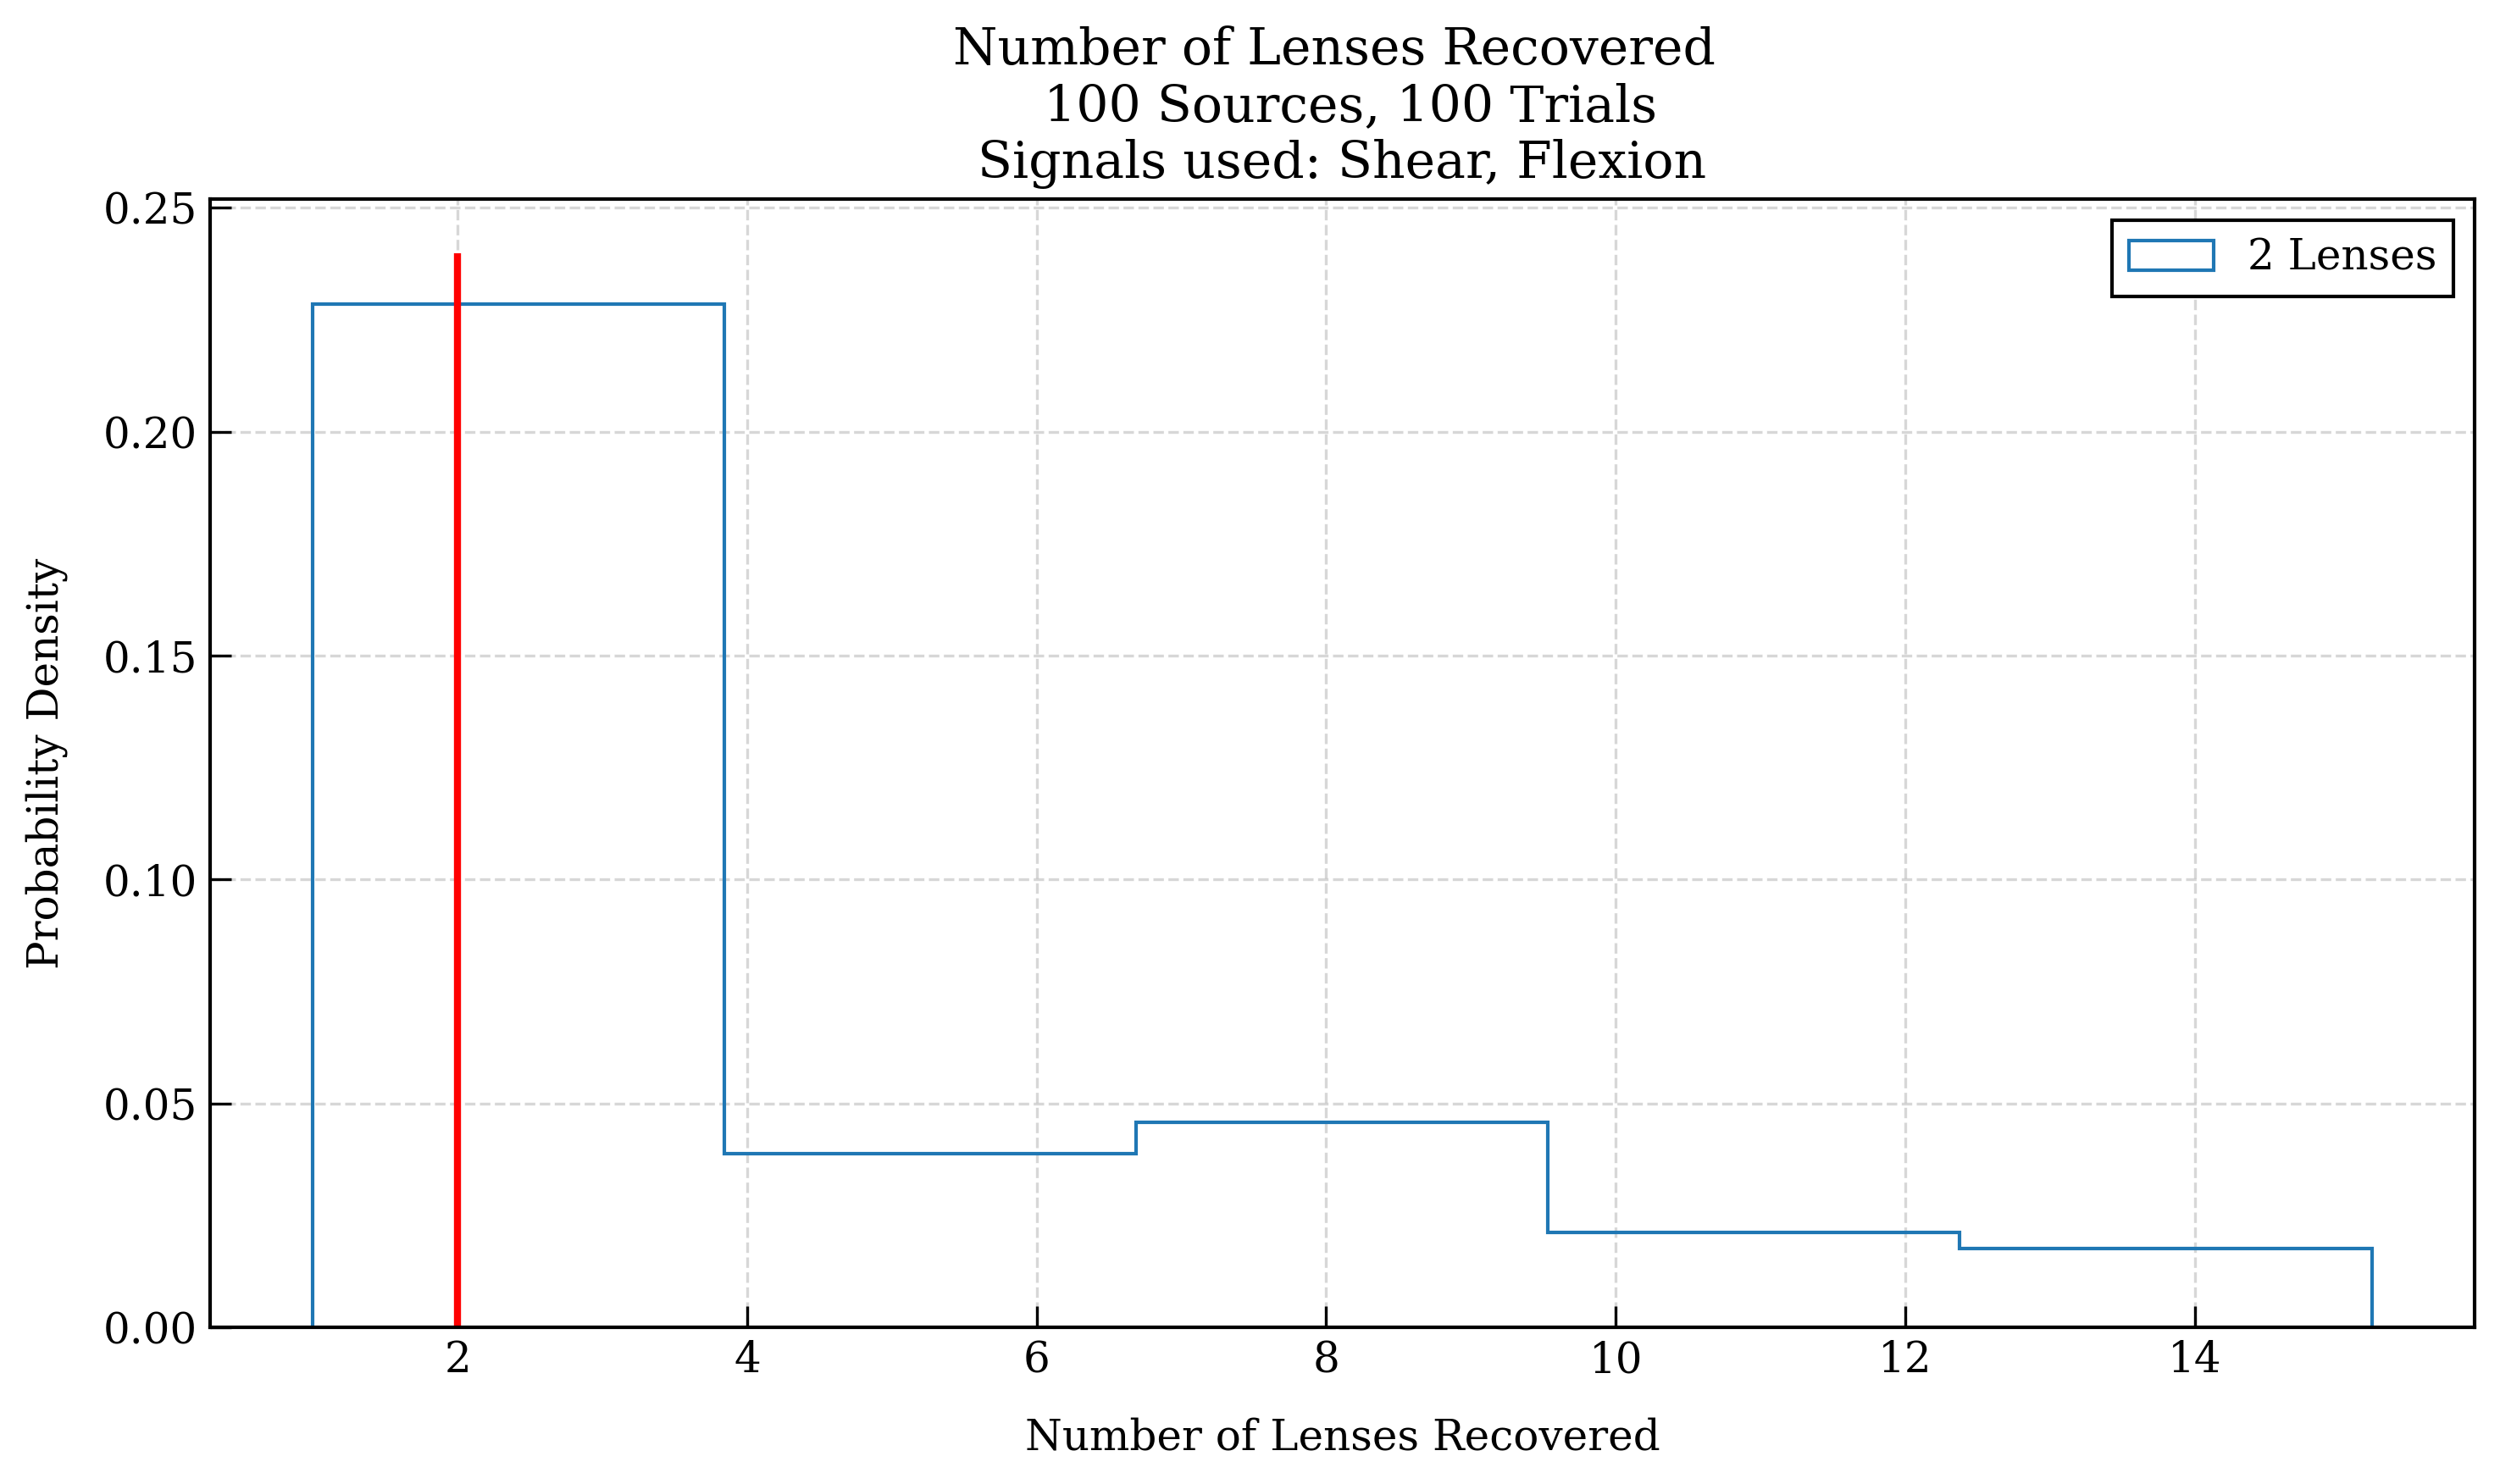 Number of Lenses Recovered
100 Sources, 100 Trials
Signals used: Shear, Flexion
2 Lenses
Probability Density
0.25
0.20
0.15
0.10
0.05
0.00
2 4 6 8 10 12 14
Number of Lenses Recovered